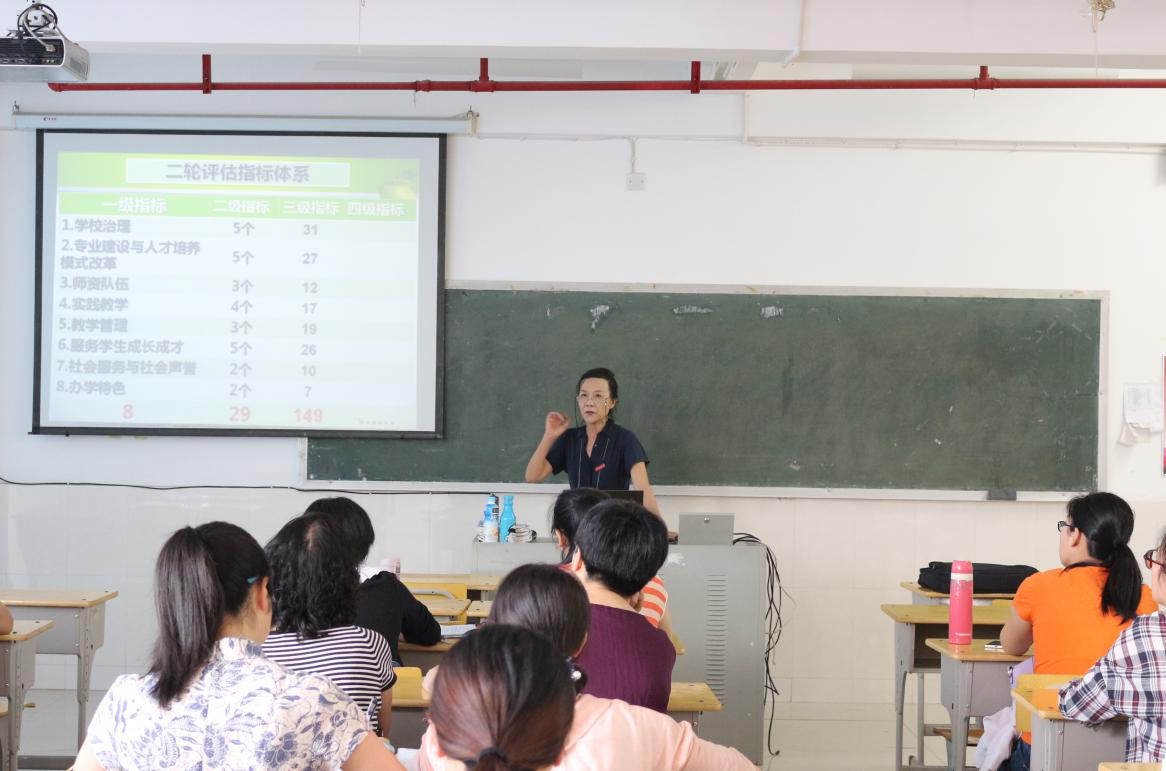 二轮评估指标体系
一级指标 二级指标 三级指标 四级指标
1.学校治理 5个 31
2.专业建设与人才培养
模式改革 5个 27
3.师资队伍 3个 12
4.实践教学 4个 17
5.教学管理 3个 19
6.服务学生成长成才 5个 26
7.社会服务与社会声誉 2个 10
8.办学特色 2个 7
8 29 149